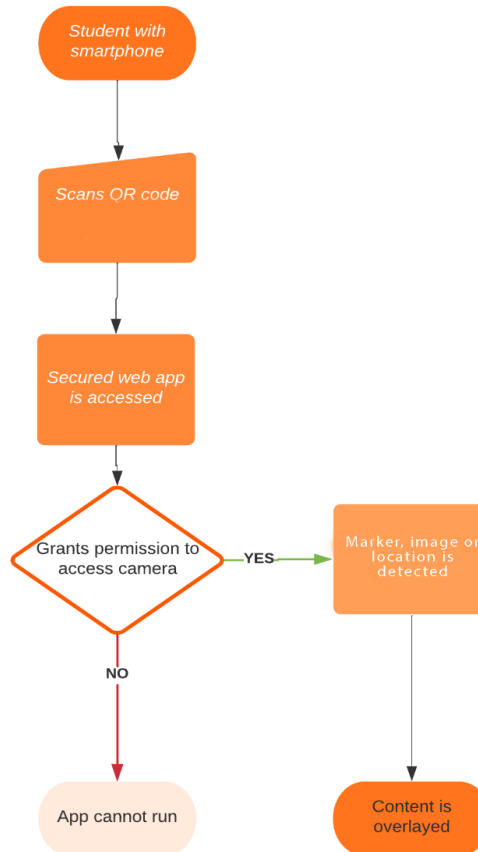 Student with
smartphone
Scans QR code
Secured web app
is accessed
Grants permission to
access camera
YES
Marker, image or
location is
detected
NO
App cannot run
Content is
overlayed